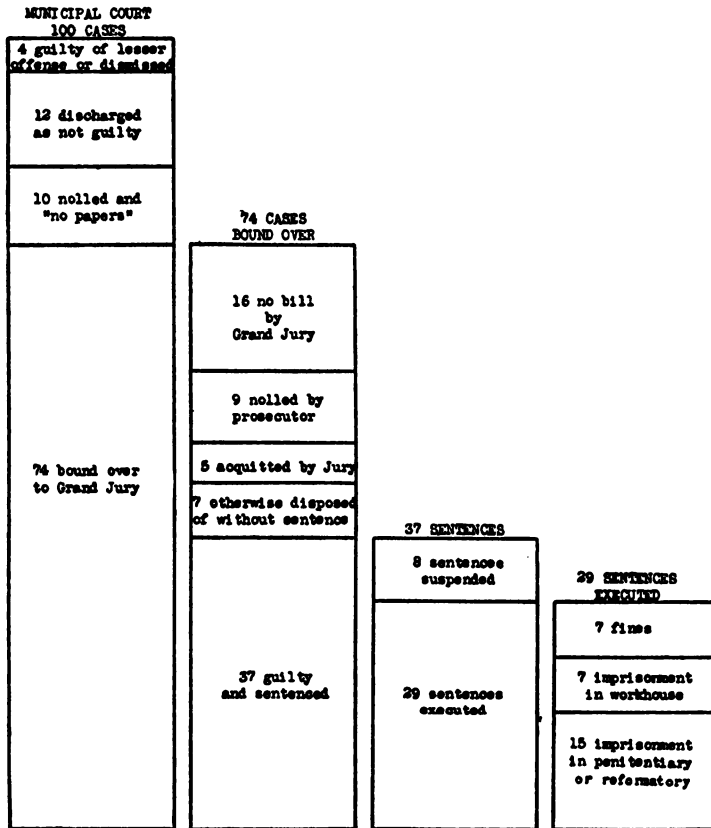 MUNICIPAL COURT
100 CASES
4 guilty of lesser
offense or dismissed
12 discharged
as not guilty
10 nolled and
"no papers"
74 bound over
to Grand Jury
74 CASES
BOUND OVER
16 no bill
by
Grand Jury
9 nolled by
prosecutor
5 acquitted by Jury
7 otherwise disposed
of without sentence
37 guilty
and sentenced
37 SENTENCES
8 sentences
suspended
29 sentences
executed
29 SENTENCES
EXECUTED
7 fines
7 imprisonment
in workhouse
15 imprisonment
in penitentiary
or reformatory